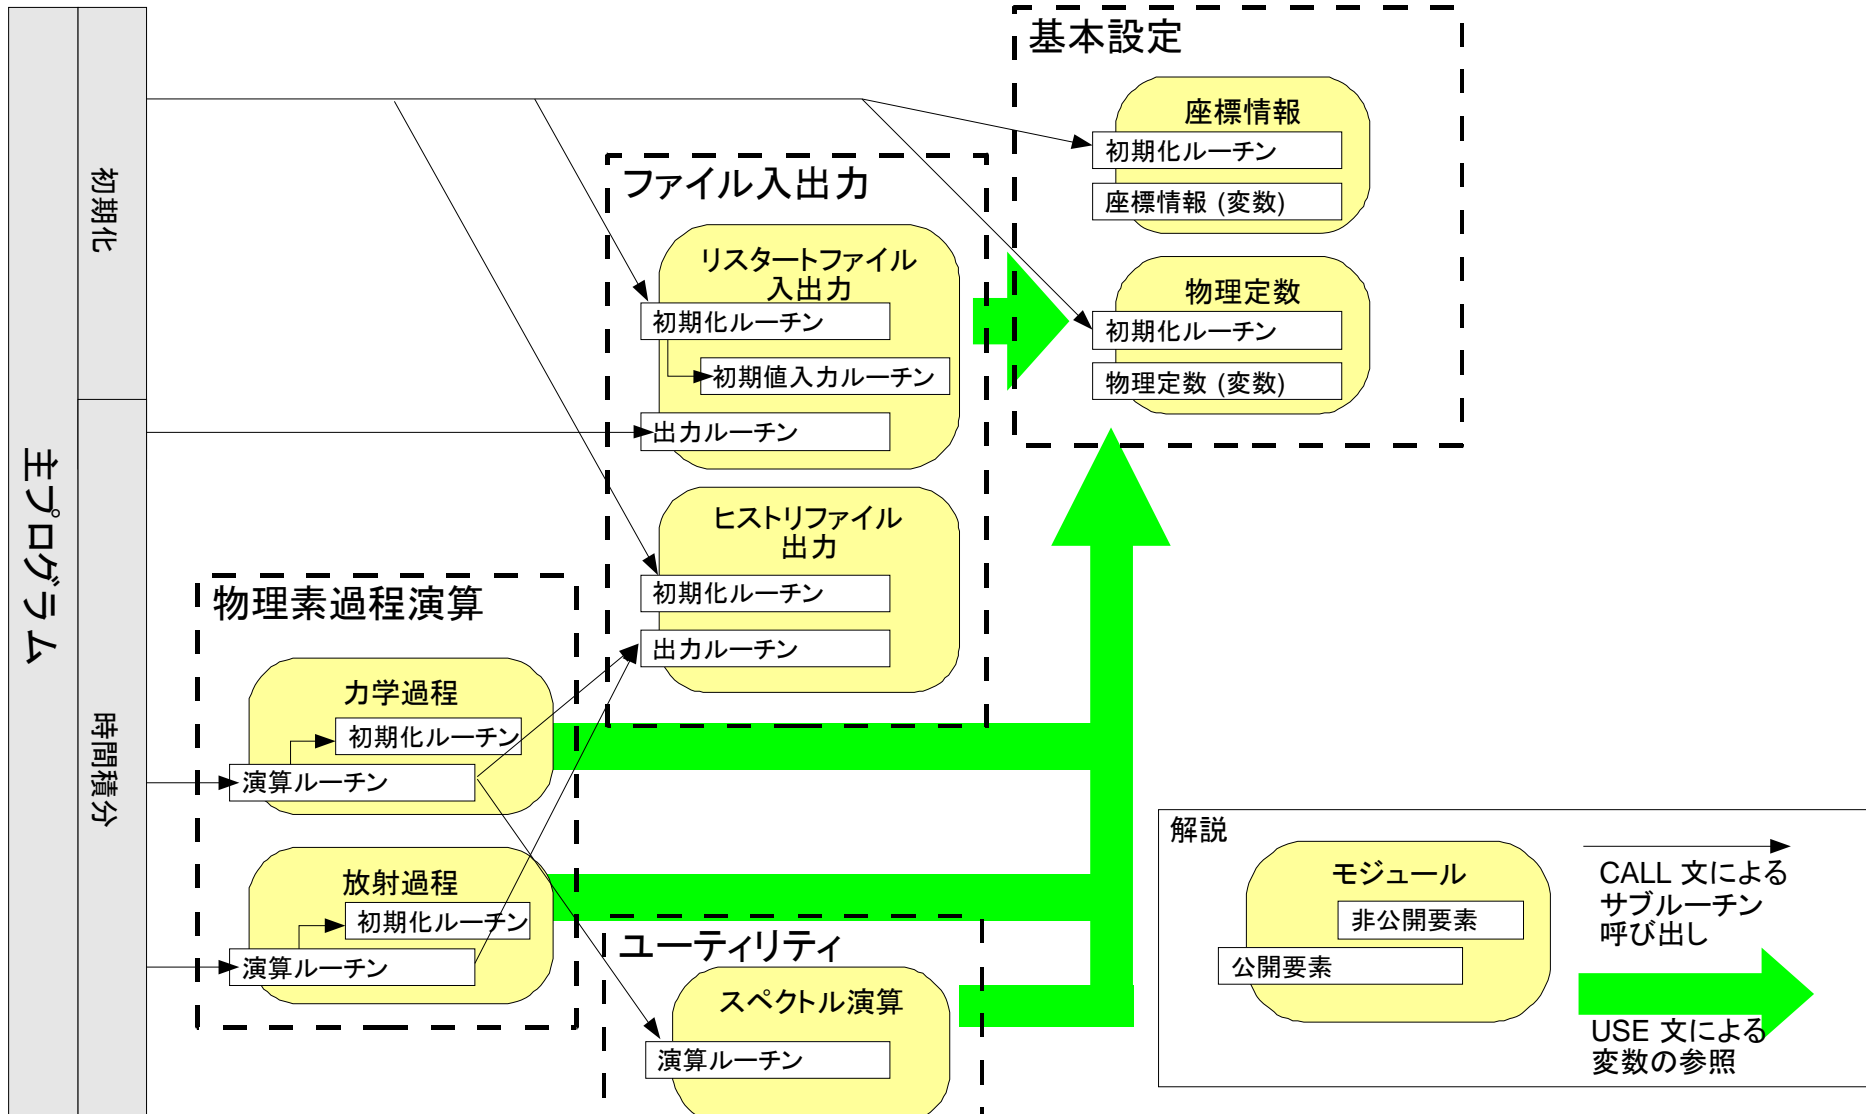 主プログラム
初期化
時間積分
基本設定
座標情報
初期化ルーチン
座標情報 (変数)
物理定数
初期化ルーチン
物理定数 (変数)
ファイル入出力
リスタートファイル
入出力
初期化ルーチン
初期値入力ルーチン
出力ルーチン
ヒストリファイル
出力
初期化ルーチン
出力ルーチン
物理素過程演算
力学過程
初期化ルーチン
演算ルーチン
放射過程
初期化ルーチン
演算ルーチン
ユーティリティ
スペクトル演算
演算ルーチン
解説
モジュール
非公開要素
公開要素
CALL 文による
サブルーチン
呼び出し
USE 文による
変数の参照